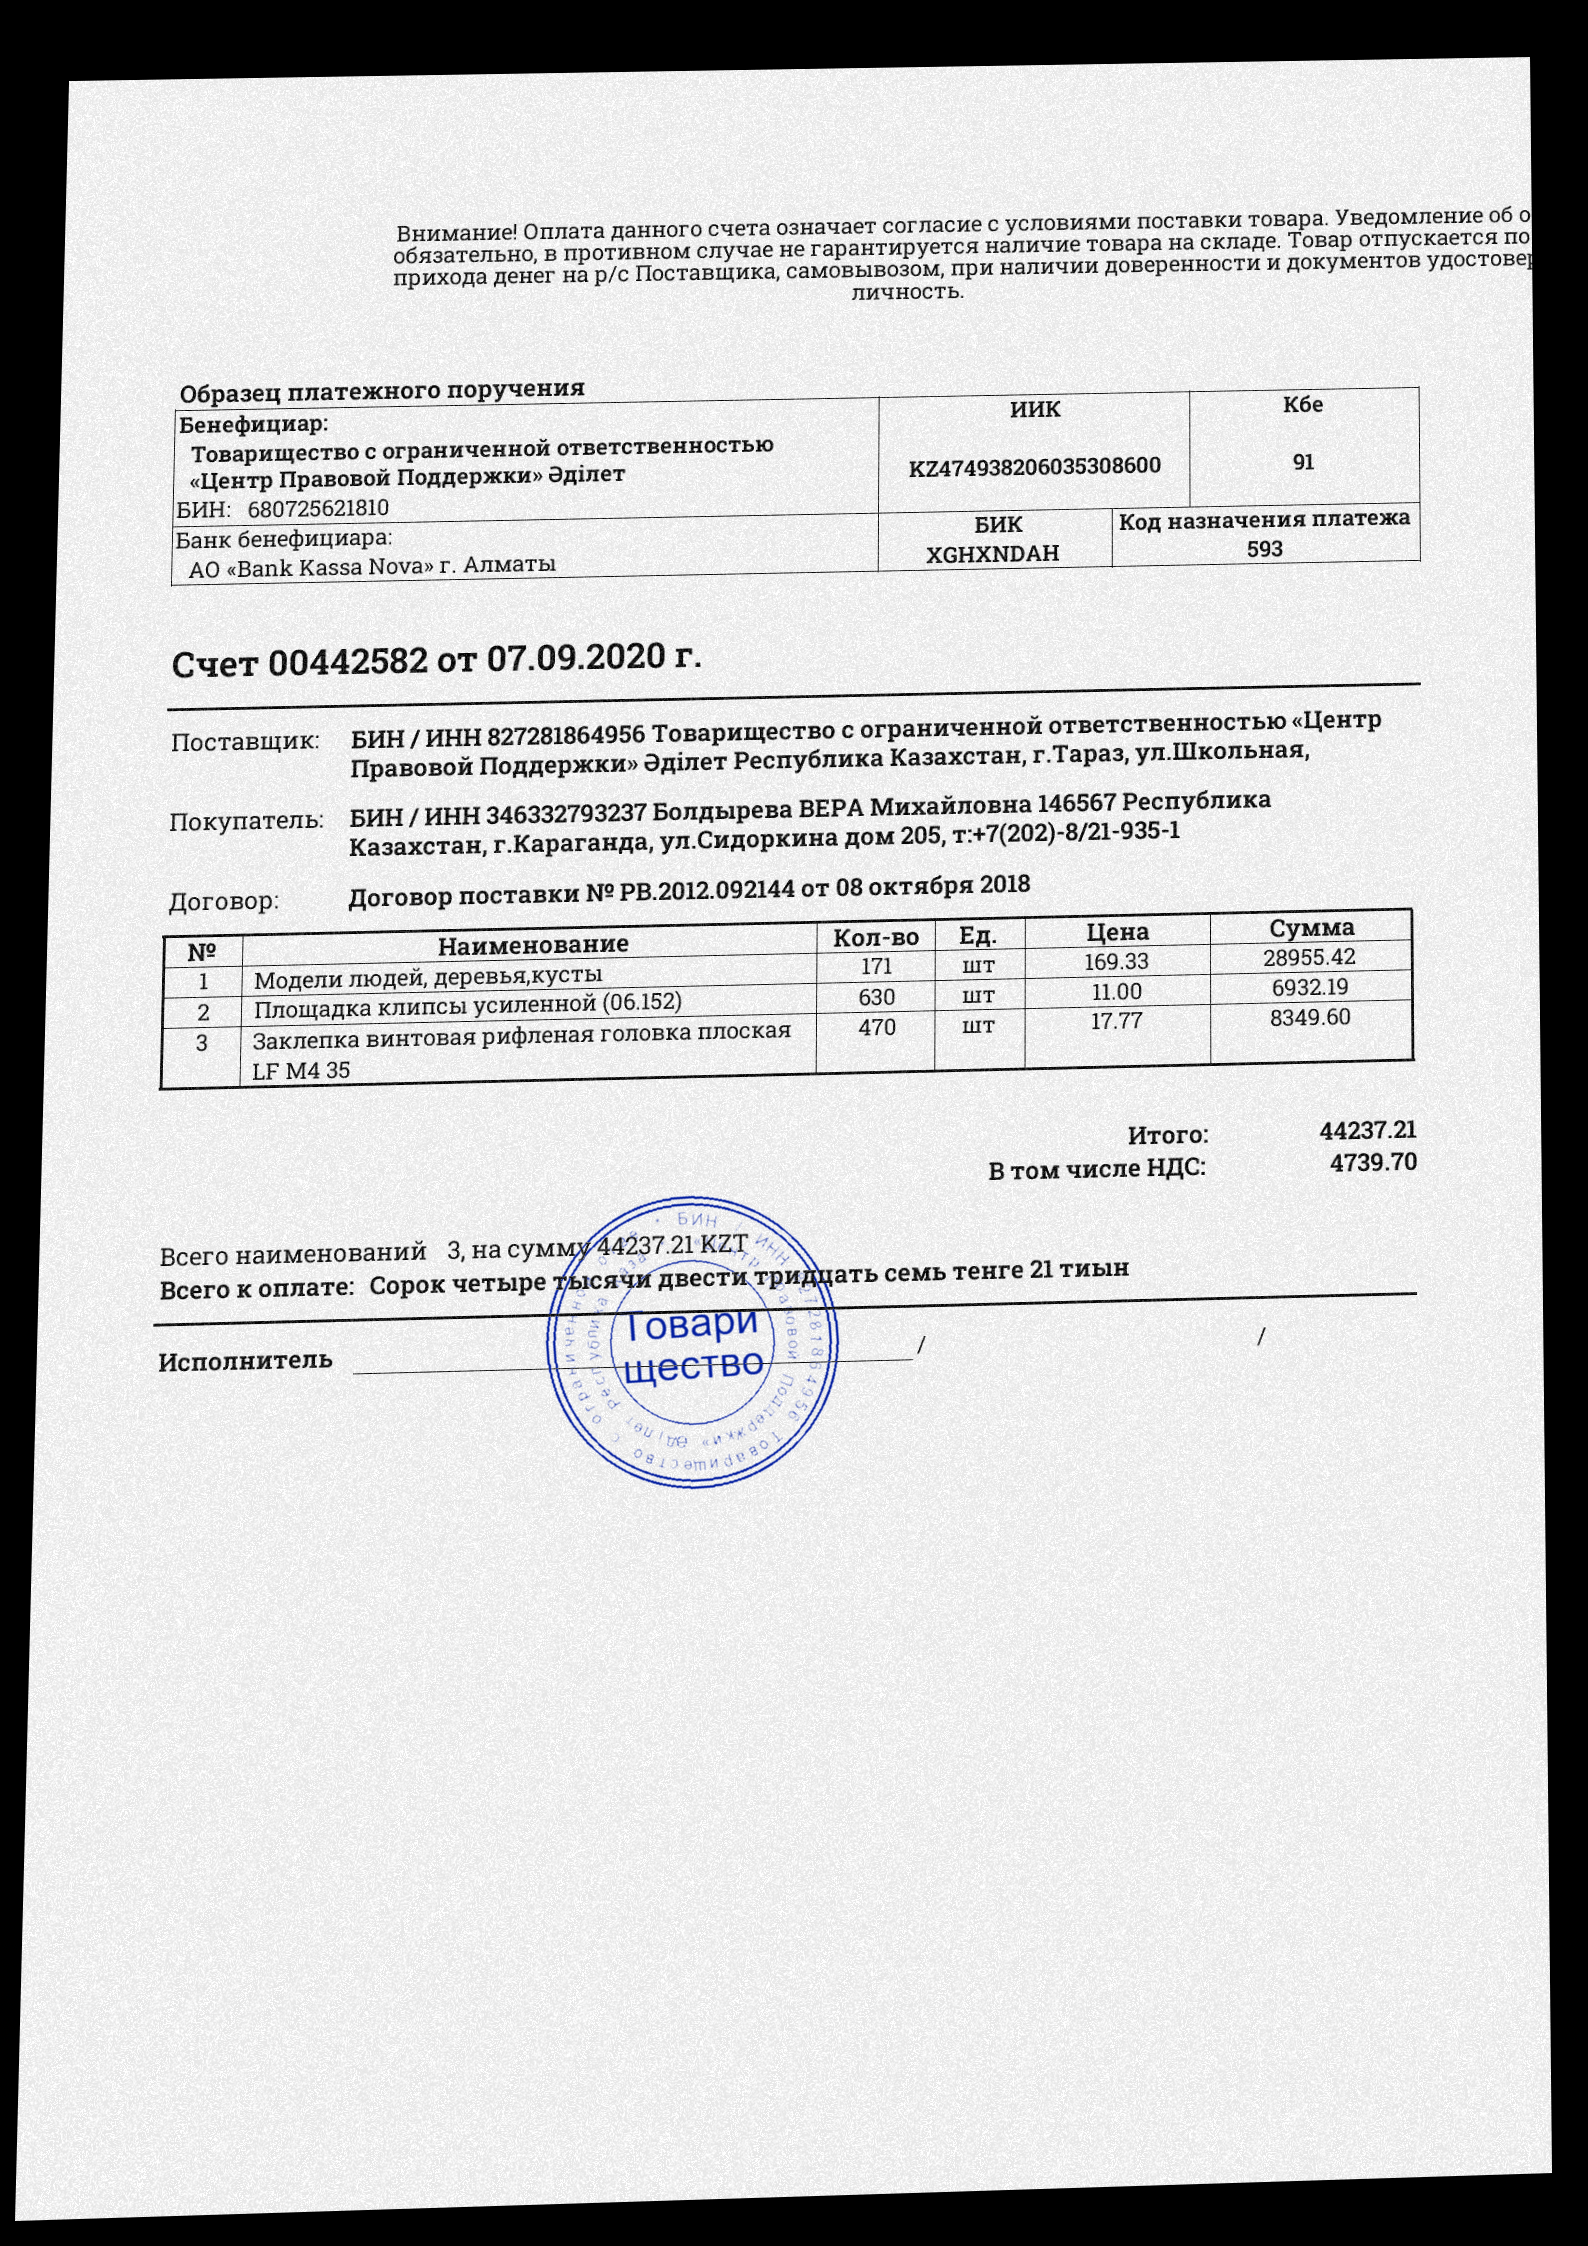 Внимание! Оплата данного счета означает согласие с условиями поставки товара. Уведомление об о
обязательно, в противном случае не гарантируется наличие товара на складе. Товар отпускается по
прихода денег на р/с Поставщика, самовывозом, при наличии доверенности и документов удостовер
личность.
Образец платежного поручения
Бенефициар: ИИК Кбе
Товарищество с ограниченной ответственностью
«Центр Правовой Поддержки» Әділет KZ474938206035308600 91
БИН: 680725621810
Банк бенефициара: БИК Код назначения платежа
АО «Bank Kassa Nova» г. Алматы XGHXNDAH 593
Счет 00442582 от 07.09.2020 г.
Поставщик: БИН / ИНН 827281864956 Товарищество с ограниченной ответственностью «Центр
Правовой Поддержки» Әділет Республика Казахстан, г.Тараз, ул.Школьная,
Покупатель: БИН / ИНН 346332793237 Болдырева ВЕРА Михайловна 146567 Республика
Казахстан, г.Караганда, ул.Сидоркина дом 205, т:+7(202)-8/21-935-1
Договор: Договор поставки № РВ.2012.092144 от 08 октября 2018
№ Наименование Кол-во Ед. Цена Сумма
1 Модели людей, деревья,кусты 171 шт 169.33 28955.42
2 Площадка клипсы усиленной (06.152) 630 шт 11.00 6932.19
3 Заклепка винтовая рифленая головка плоская 470 шт 17.77 8349.60
LF M4 35
Итого: 44237.21
В том числе НДС: 4739.70
Всего наименований 3, на сумму 44237.21 KZT
Всего к оплате: Сорок четыре тысячи двести тридцать семь тенге 21 тиын
Исполнитель / /
Товари
щество
БИН / ИНН 827281864956 Товарищество с ограниченной
«Центр Правовой Поддержки» Әділет Республика